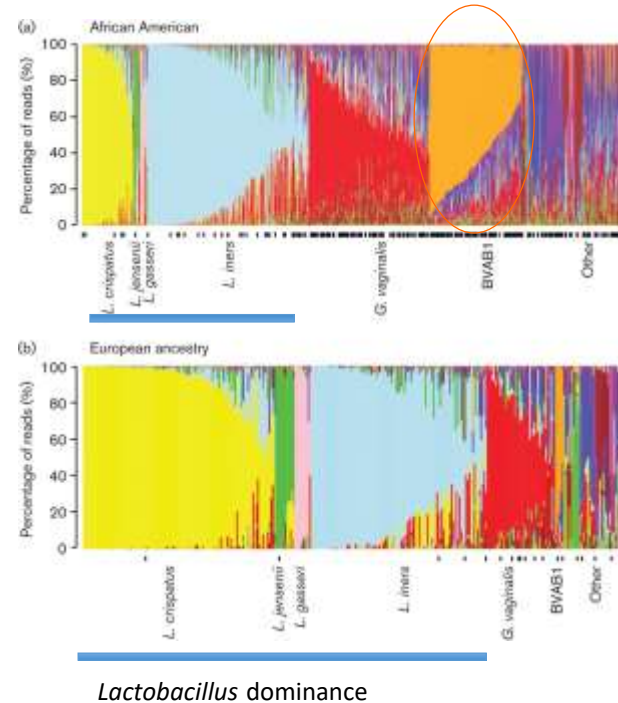 (a) African American
Percentage of reads (%)
100
80
60
40
20
0
L. crispatus
L. jensenii
L. gasseri
L. iners
G. vaginalis
BVAB1
Other
(b) European ancestry
Percentage of reads (%)
100
80
60
40
20
0
L. crispatus
L. jensenii
L. gasseri
L. iners
G. vaginalis
BVAB1
Other
Lactobacillus dominance